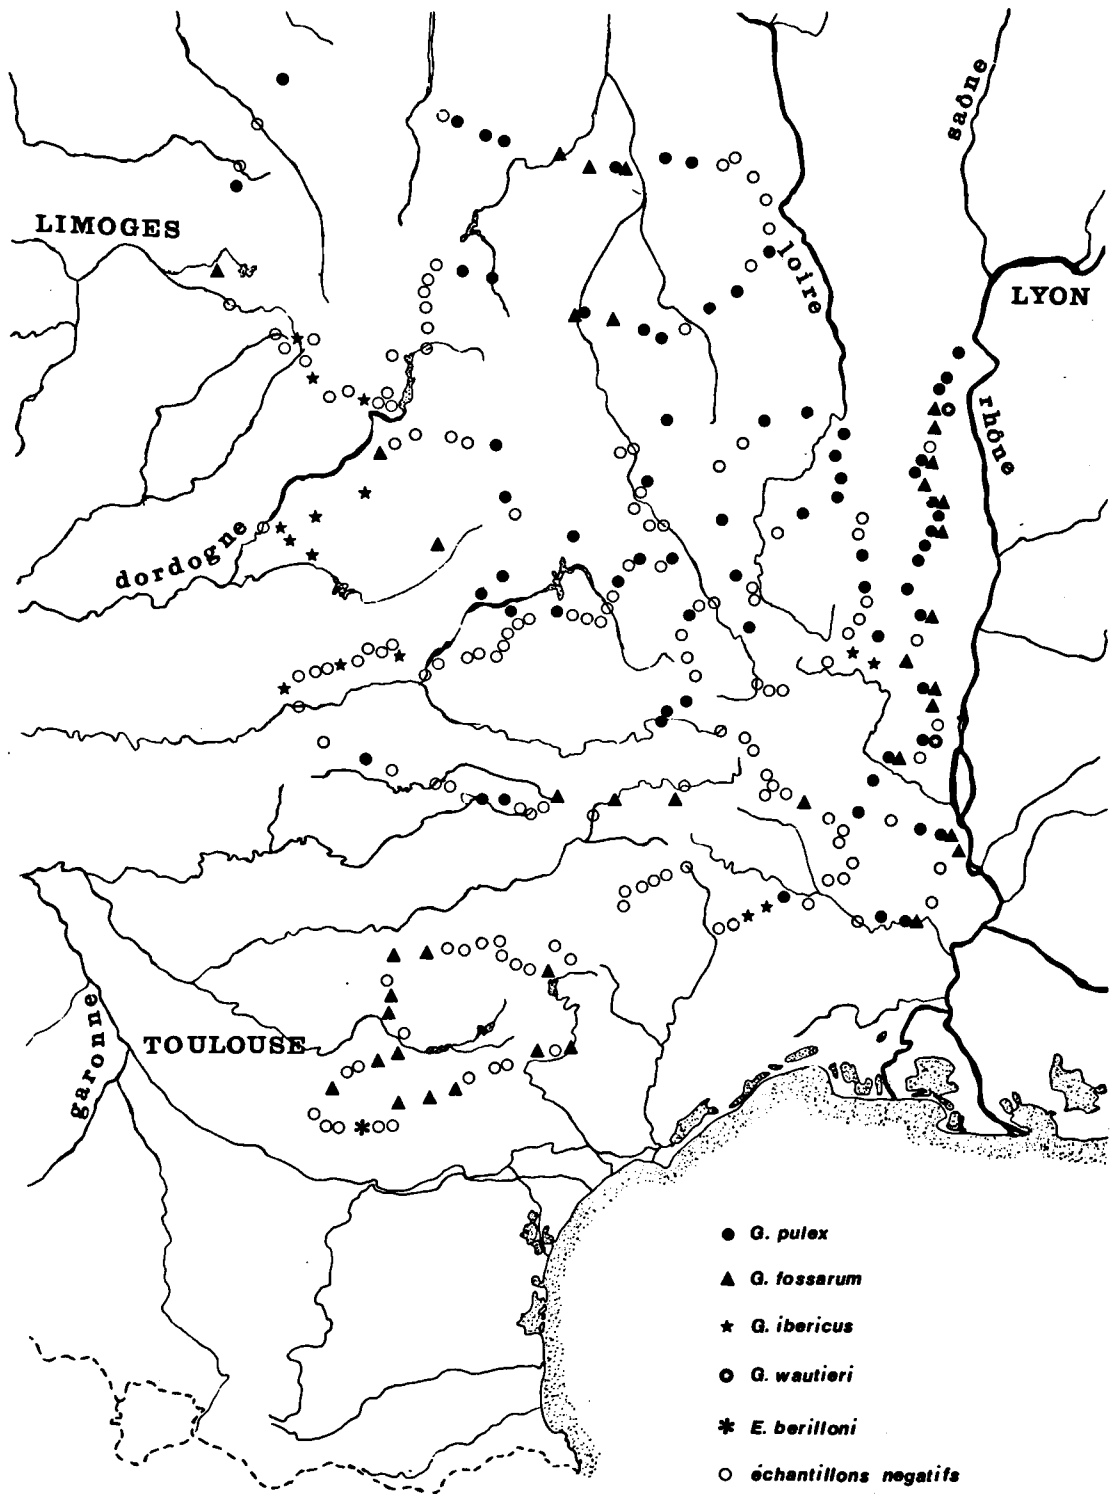 saône
LIMOGES
loire
LYON
rhône
dordogne
garonne
TOULOUSE
G. pulex
G. fossarum
G. ibericus
G. wautieri
E. berilloni
échantillons negatifs